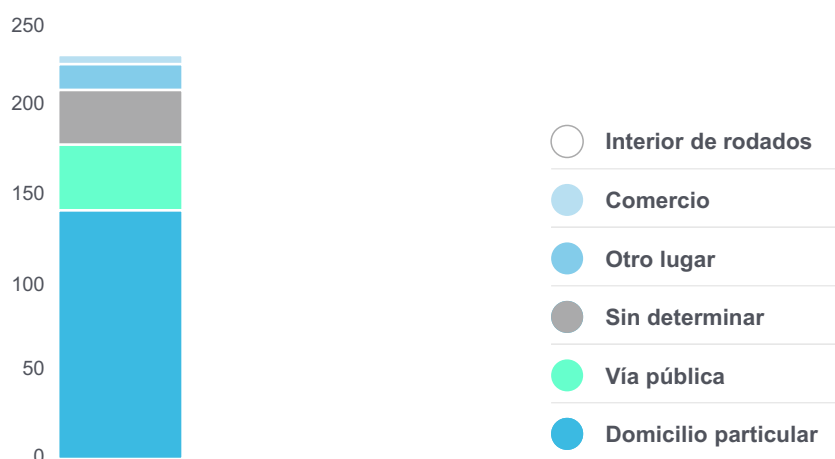 250
200
150
100
50
0
Interior de rodados
Comercio
Otro lugar
Sin determinar
Vía pública
Domicilio particular